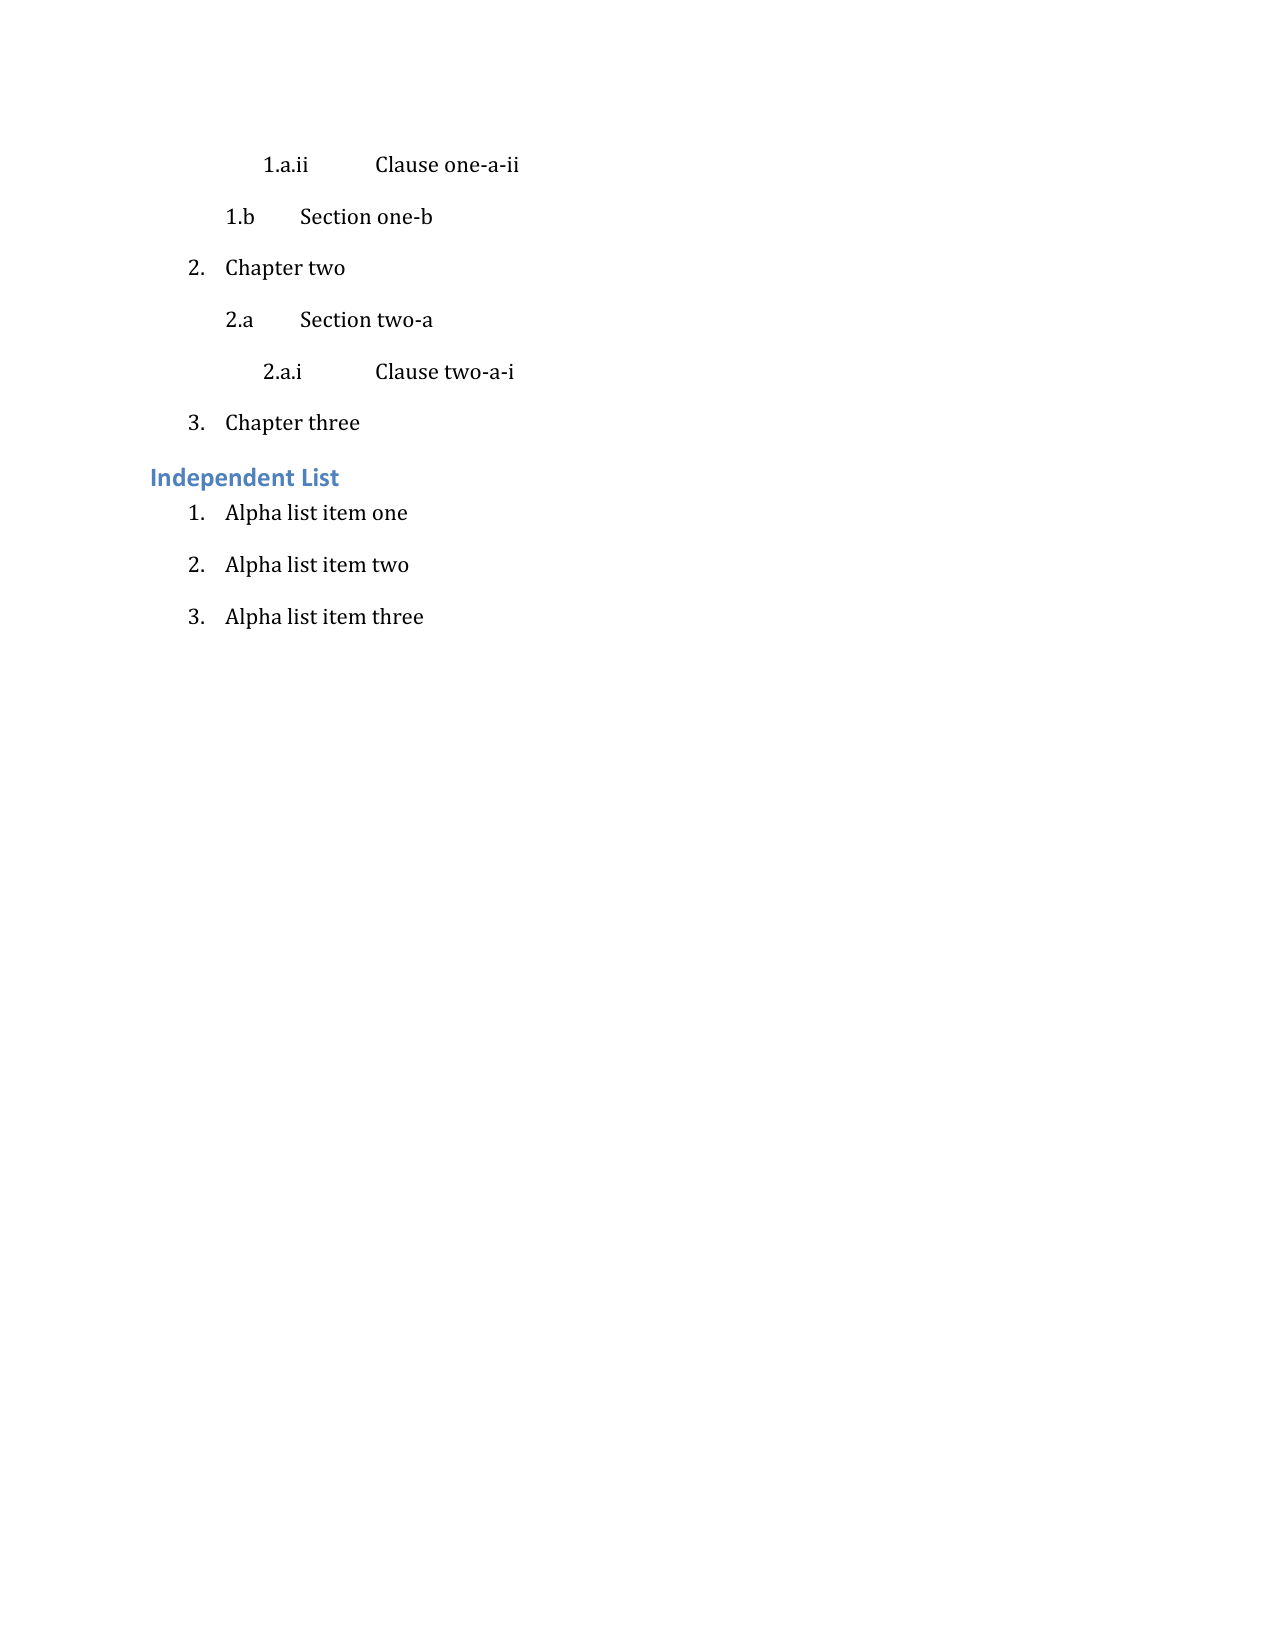 1.a.ii Clause one-a-ii
1.b Section one-b
2. Chapter two
2.a Section two-a
2.a.i Clause two-a-i
3. Chapter three
Independent List
1. Alpha list item one
2. Alpha list item two
3. Alpha list item three